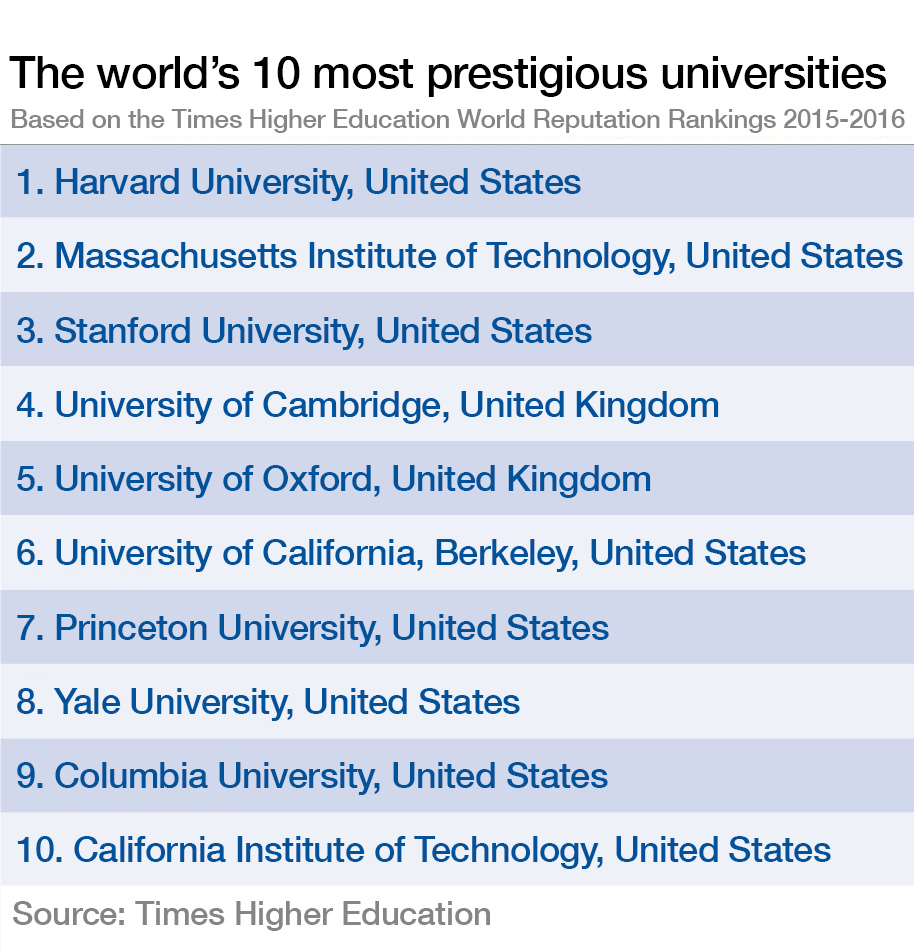 The world’s 10 most prestigious universities
Based on the Times Higher Education World Reputation Rankings 2015-2016
1. Harvard University, United States
2. Massachusetts Institute of Technology, United States
3. Stanford University, United States
4. University of Cambridge, United Kingdom
5. University of Oxford, United Kingdom
6. University of California, Berkeley, United States
7. Princeton University, United States
8. Yale University, United States
9. Columbia University, United States
10. California Institute of Technology, United States
Source: Times Higher Education